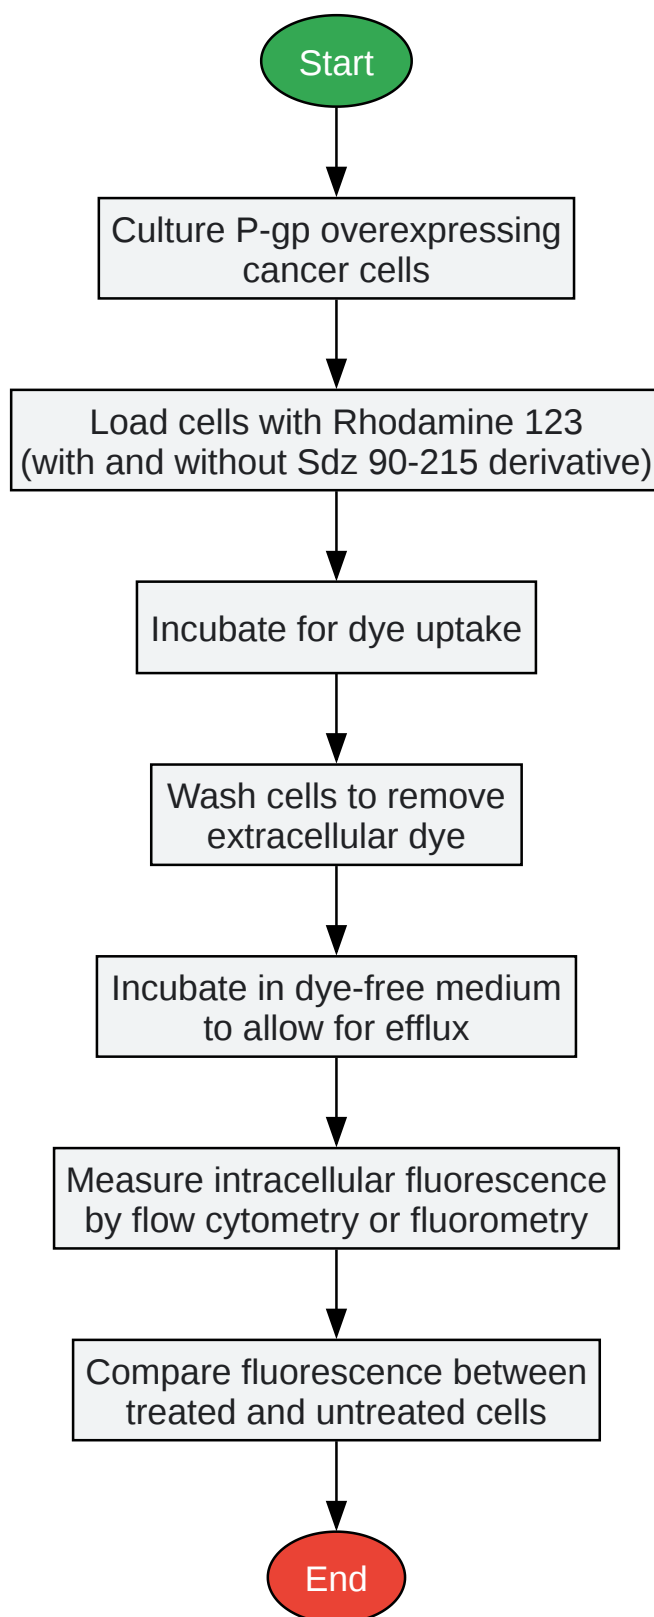 Start
Culture P-gp overexpressing
cancer cells
Load cells with Rhodamine 123
(with and without Sdz 90-215 derivative)
Incubate for dye uptake
Wash cells to remove
extracellular dye
Incubate in dye-free medium
to allow for efflux
Measure intracellular fluorescence
by flow cytometry or fluorometry
Compare fluorescence between
treated and untreated cells
End